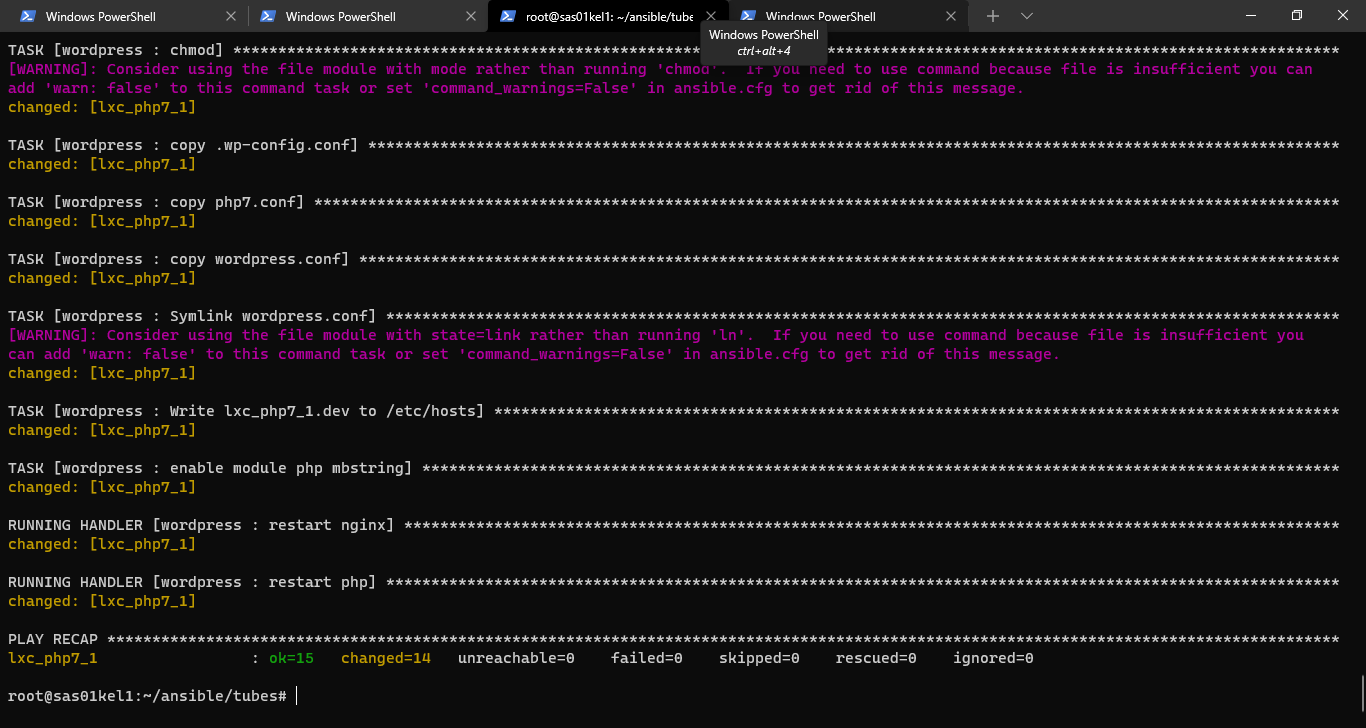 Windows PowerShell
Windows PowerShell
root@sas01kel1: ~/ansible/tube
Windows PowerShell
Windows PowerShell
ctrl+alt+4
TASK [wordpress : chmod] ***************************************************************************************************************************
[WARNING]: Consider using the file module with mode rather than running 'chmod'.  If you need to use command because file is insufficient you can
add 'warn: false' to this command task or set 'command_warnings=False' in ansible.cfg to get rid of this message.
changed: [lxc_php7_1]
TASK [wordpress : copy .wp-config.conf] ************************************************************************************************************
changed: [lxc_php7_1]
TASK [wordpress : copy php7.conf] ******************************************************************************************************************
changed: [lxc_php7_1]
TASK [wordpress : copy wordpress.conf] *************************************************************************************************************
changed: [lxc_php7_1]
TASK [wordpress : Symlink wordpress.conf] **********************************************************************************************************
[WARNING]: Consider using the file module with state=link rather than running 'ln'.  If you need to use command because file is insufficient you
can add 'warn: false' to this command task or set 'command_warnings=False' in ansible.cfg to get rid of this message.
changed: [lxc_php7_1]
TASK [wordpress : Write lxc_php7_1.dev to /etc/hosts] **********************************************************************************************
changed: [lxc_php7_1]
TASK [wordpress : enable module php mbstring] ******************************************************************************************************
changed: [lxc_php7_1]
RUNNING HANDLER [wordpress : restart nginx] ********************************************************************************************************
changed: [lxc_php7_1]
RUNNING HANDLER [wordpress : restart php] **********************************************************************************************************
changed: [lxc_php7_1]
PLAY RECAP *****************************************************************************************************************************************
lxc_php7_1                 : ok=15   changed=14   unreachable=0    failed=0    skipped=0    rescued=0    ignored=0
root@sas01kel1:~/ansible/tubes#